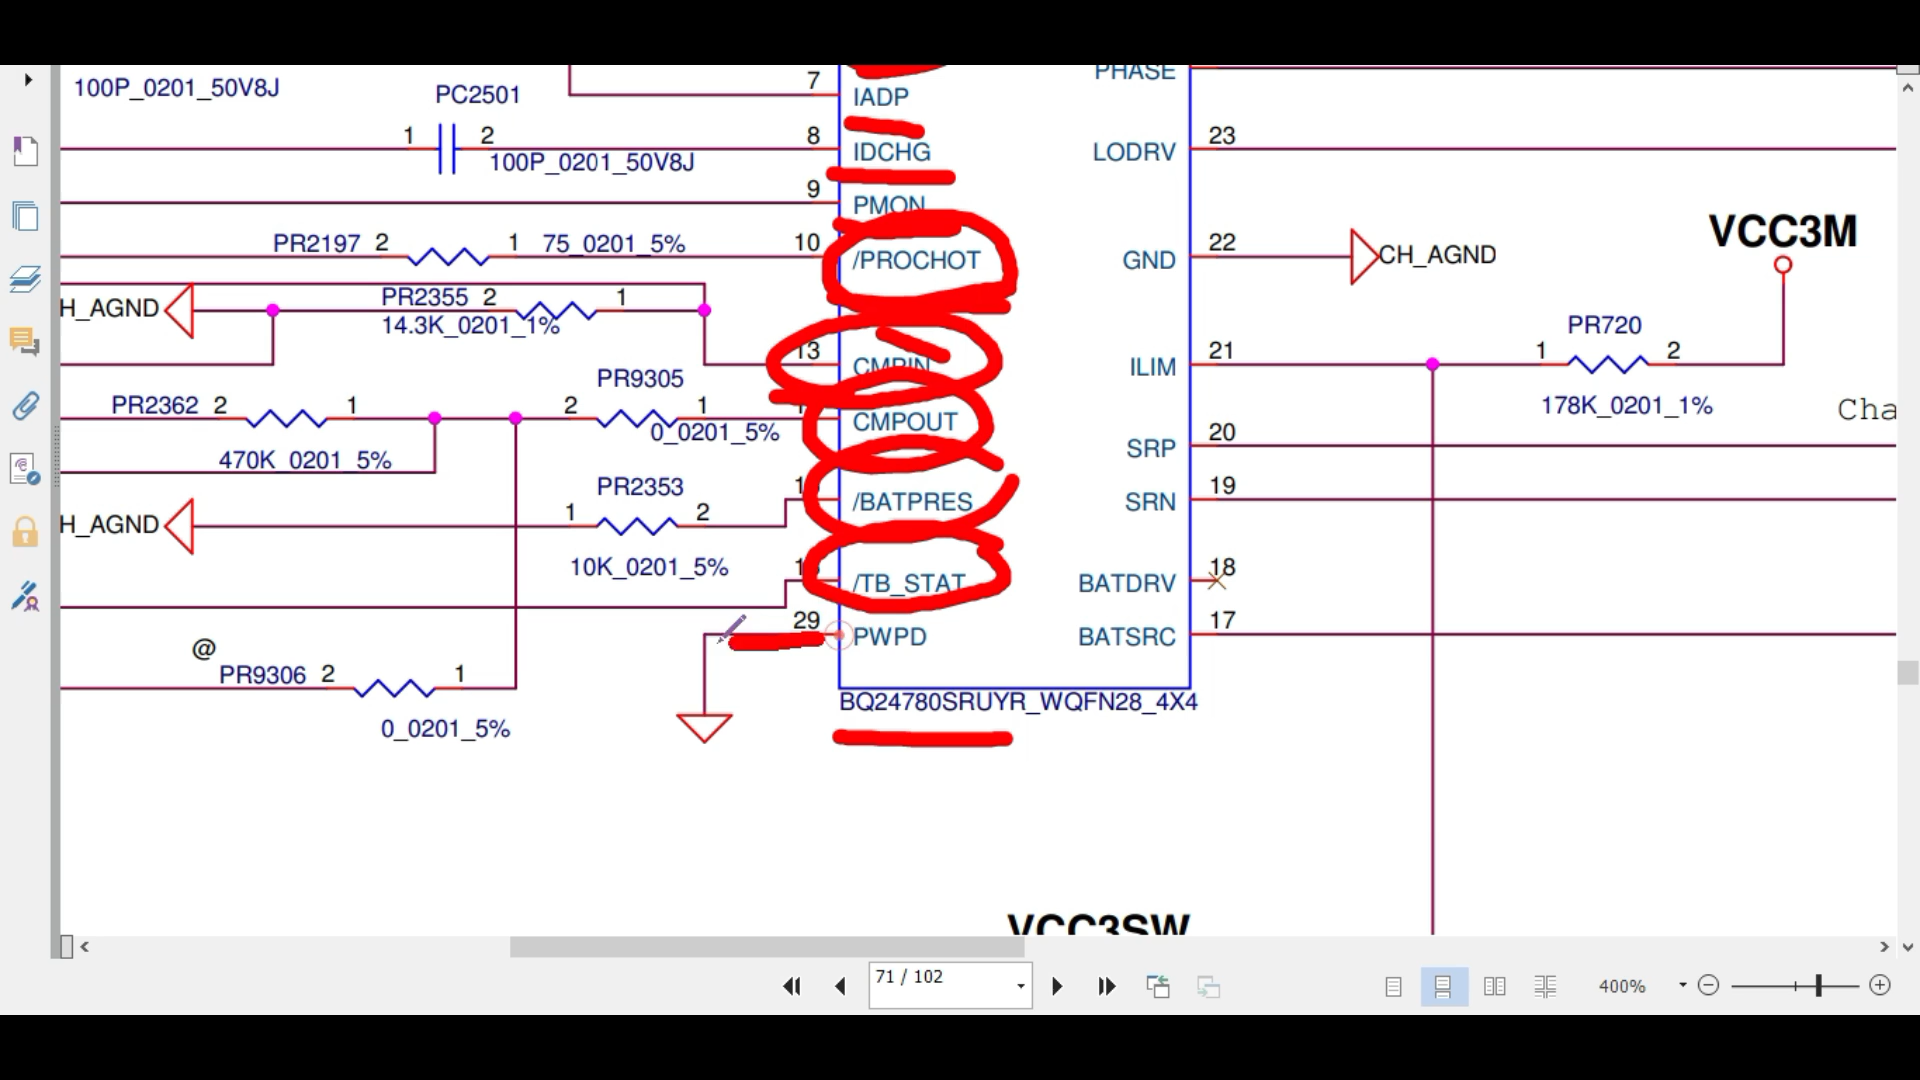 PHASE
100P_0201_50V8J
PC2501
7
IADP
1
2
8
IDCHG
100P_0201_50V8J
23
LODRV
9
PMON
PR2197 2
1
75_0201_5%
10
/PROCHOT
22
GND
CH_AGND
VCC3M
H_AGND
PR2355 2
1
14.3K_0201_1%
13
CMPIN
21
ILIM
1
PR720
2
178K_0201_1%
PR2362 2
1
PR9305
2
1
0_0201_5%
CMPOUT
20
SRP
Cha
470K_0201_5%
PR2353
1
2
/BATPRES
19
SRN
H_AGND
10K_0201_5%
/TB_STAT
18
BATDRV
29
PWPD
17
BATSRC
@
PR9306 2
1
0_0201_5%
BQ24780SRUYR_WQFN28_4X4
VCC3SW
71 / 102
400%